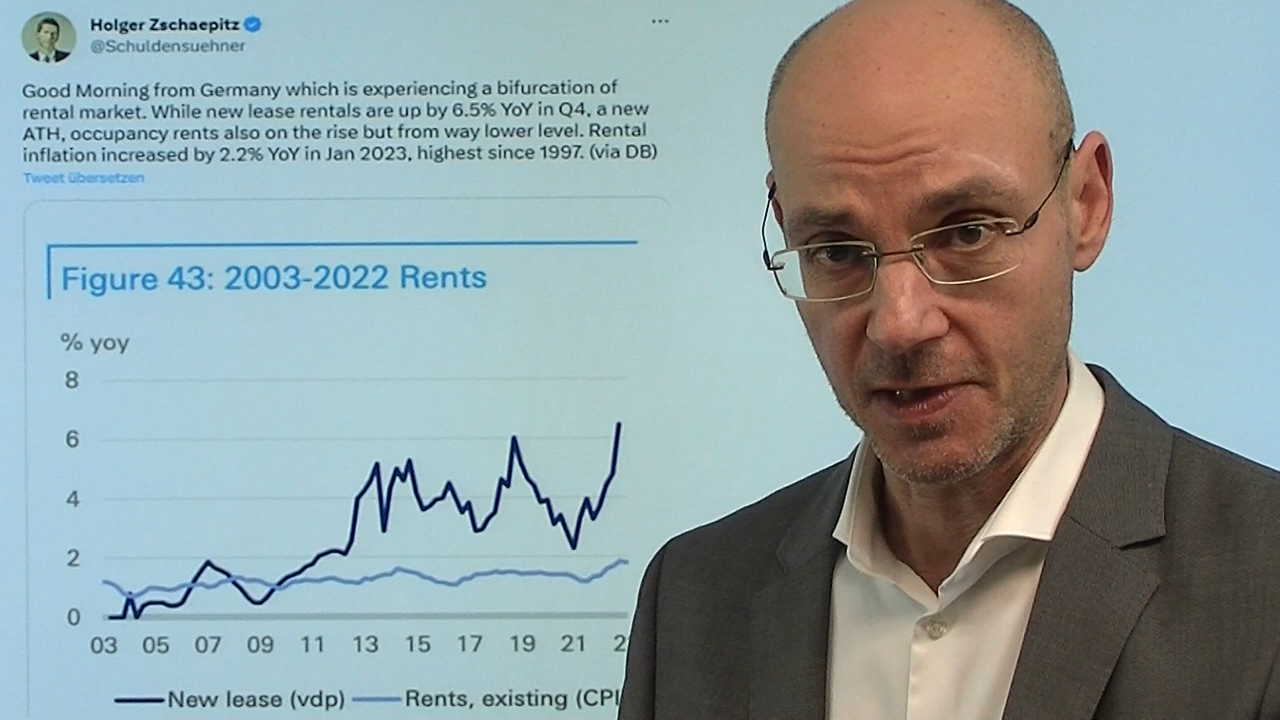 Holger Zschaepitz
@Schuldensuehner
...
Good Morning from Germany which is experiencing a bifurcation of
rental market. While new lease rentals are up by 6.5% YoY in Q4, a new
ATH, occupancy rents also on the rise but from way lower level. Rental
inflation increased by 2.2% YoY in Jan 2023, highest since 1997. (via DB)
Tweet übersetzen
Figure 43: 2003-2022 Rents
% yoy
8
6
4
2
0
03 05 07 09 11 13 15 17 19 21 2
New lease (vdp) Rents, existing (CPI